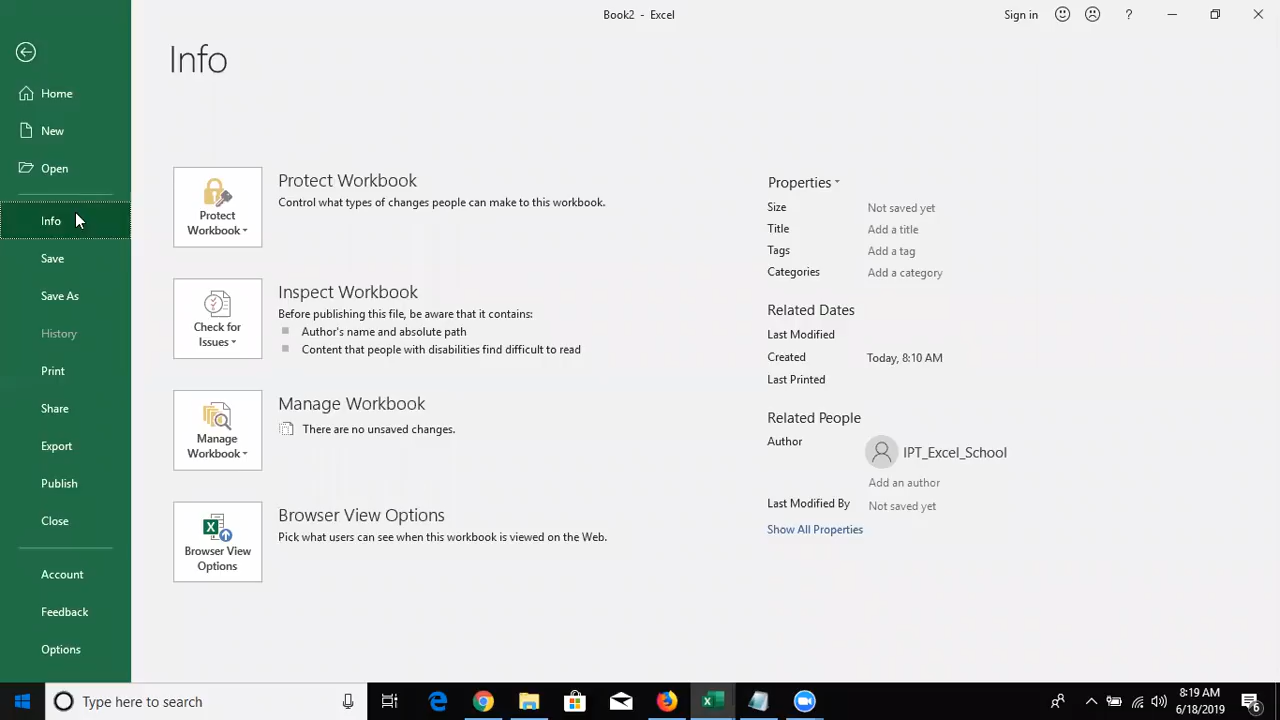 Book2 - Excel
Sign in
?
Info
Home
New
Open
Info
Save
Save As
History
Print
Share
Export
Publish
Close
Account
Feedback
Options
Protect Workbook
Protect Workbook
Control what types of changes people can make to this workbook.
Check for Issues
Inspect Workbook
Before publishing this file, be aware that it contains:
Author's name and absolute path
Content that people with disabilities find difficult to read
Manage Workbook
Manage Workbook
There are no unsaved changes.
Browser View Options
Browser View Options
Pick what users can see when this workbook is viewed on the Web.
Properties
Size Not saved yet
Title Add a title
Tags Add a tag
Categories Add a category
Related Dates
Last Modified
Created Today, 8:10 AM
Last Printed
Related People
Author IPT_Excel_School
Add an author
Last Modified By Not saved yet
Show All Properties
Type here to search
8:19 AM
6/18/2019
6